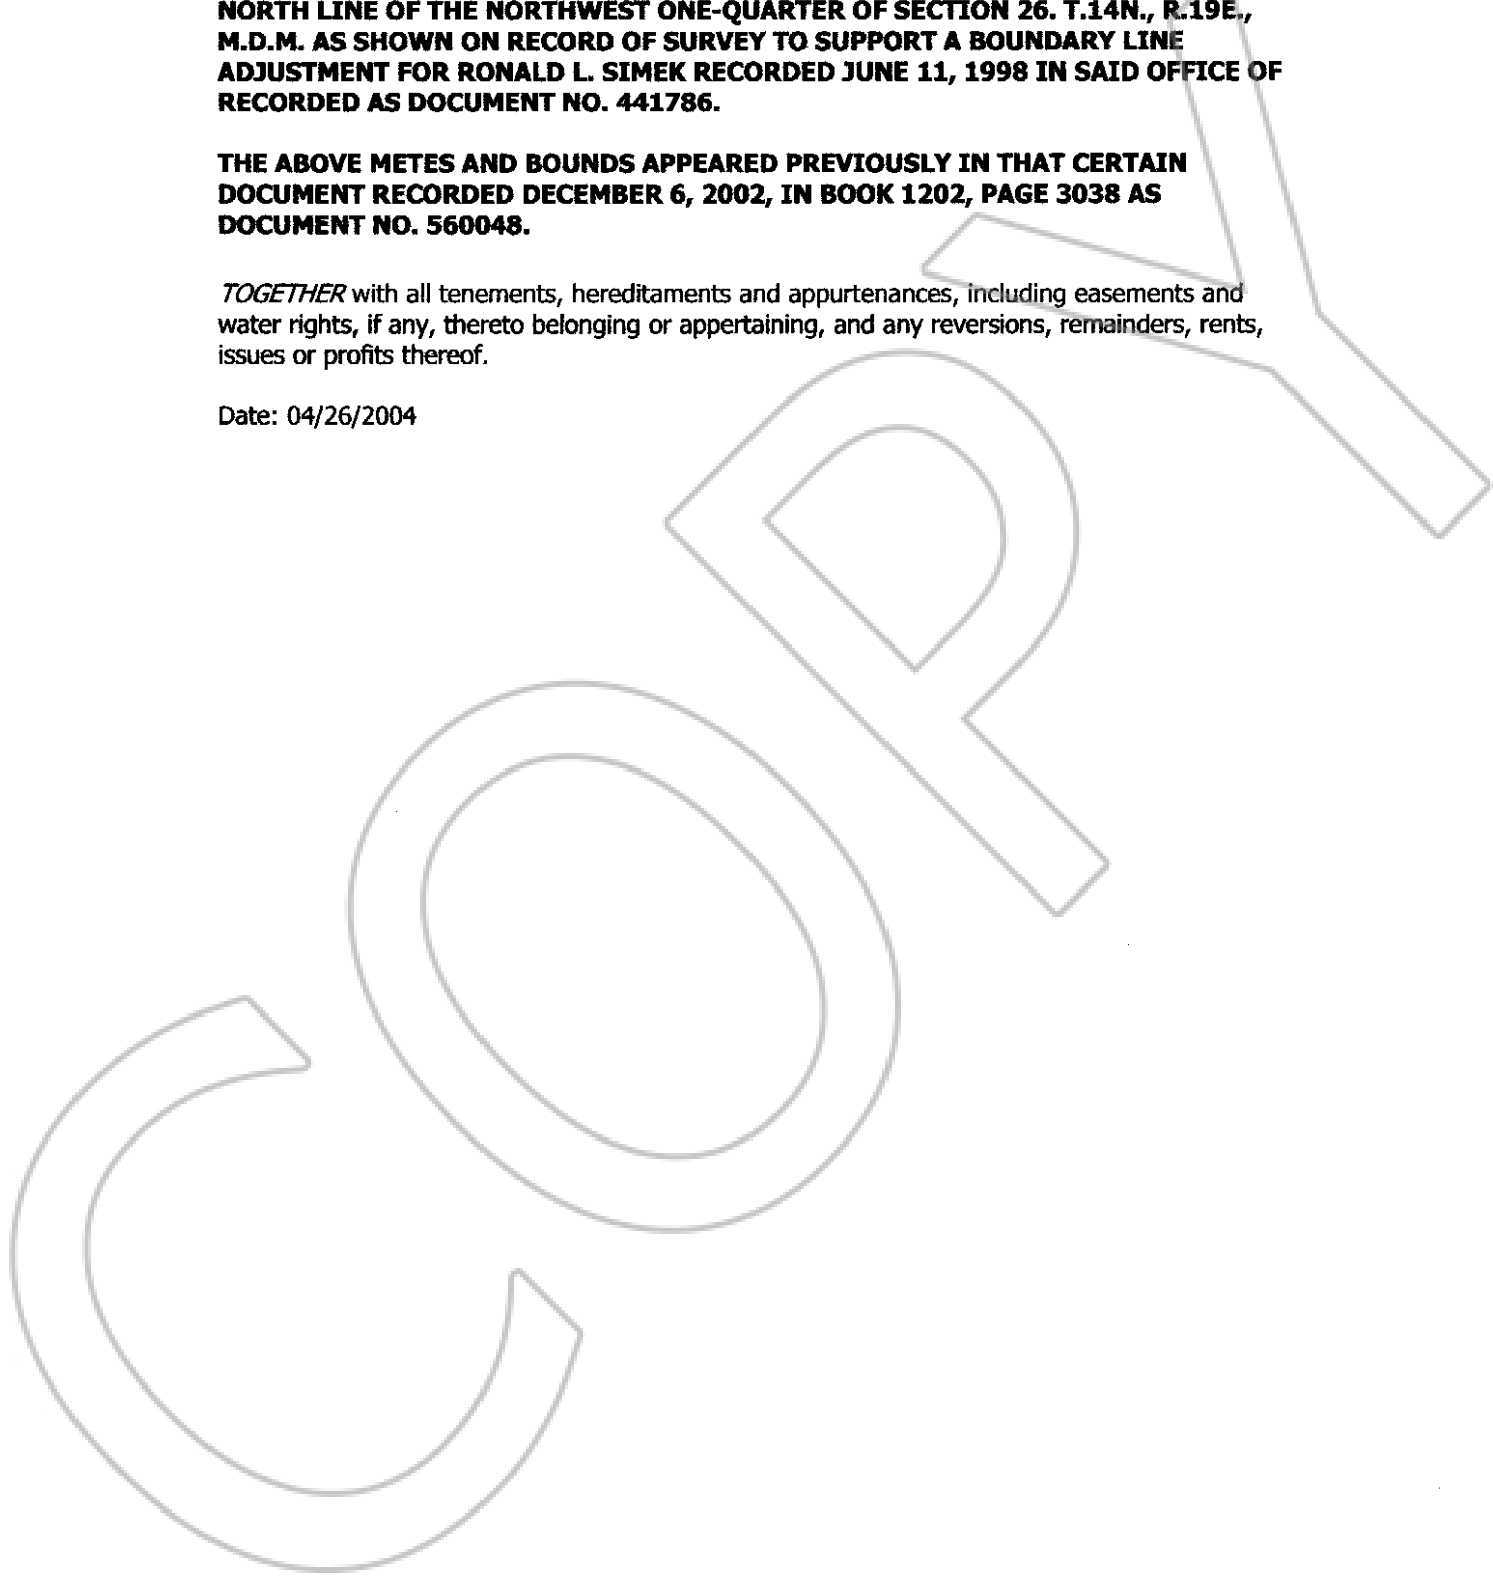 NORTH LINE OF THE NORTHWEST ONE-QUARTER OF SECTION 26. T.14N., R.19E.,
M.D.M. AS SHOWN ON RECORD OF SURVEY TO SUPPORT A BOUNDARY LINE
ADJUSTMENT FOR RONALD L. SIMEK RECORDED JUNE 11, 1998 IN SAID OFFICE OF
RECORDED AS DOCUMENT NO. 441786.
THE ABOVE METES AND BOUNDS APPEARED PREVIOUSLY IN THAT CERTAIN
DOCUMENT RECORDED DECEMBER 6, 2002, IN BOOK 1202, PAGE 3038 AS
DOCUMENT NO. 560048.
TOGETHER with all tenements, hereditaments and appurtenances, including easements and
water rights, if any, thereto belonging or appertaining, and any reversions, remainders, rents,
issues or profits thereof.
Date: 04/26/2004
COPY